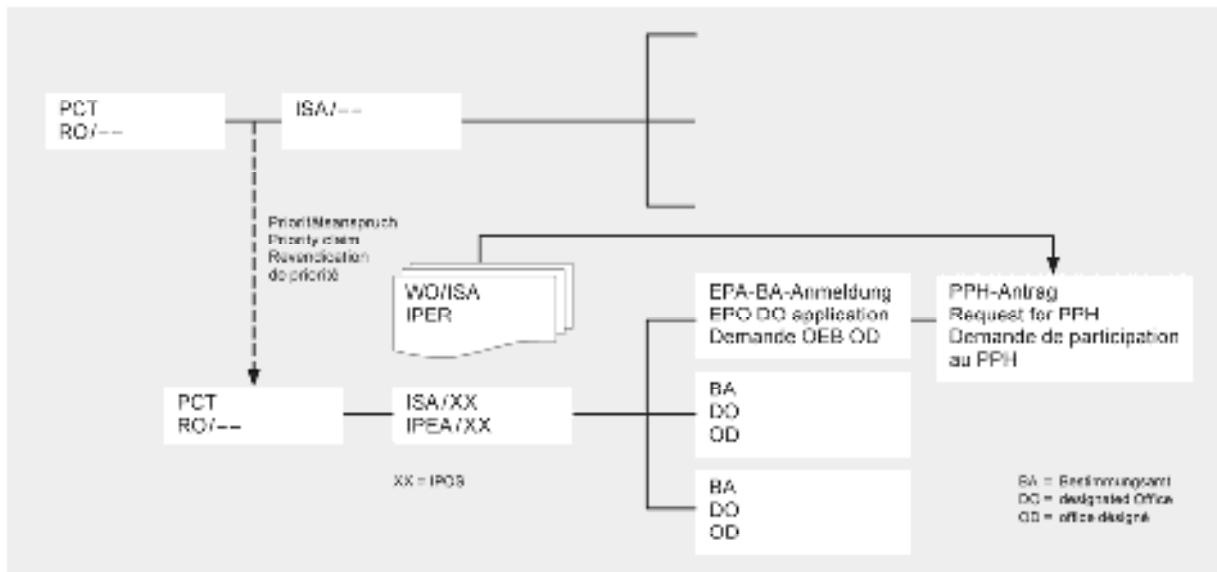 PCT
RO/––
ISA/––
Prioritätsanspruch
Priority claim
Revendication
de priorité
WO/ISA
IPER
EPA-BA-Anmeldung
EPO DO application
Demande OEB OD
PPH-Antrag
Request for PPH
Demande de participation
au PPH
PCT
RO/––
ISA/XX
IPEA/XX
BA
DO
OD
XX = IPOS
BA
DO
OD
BA = Bestimmungsamt
DO = designated Office
OD = office désigné